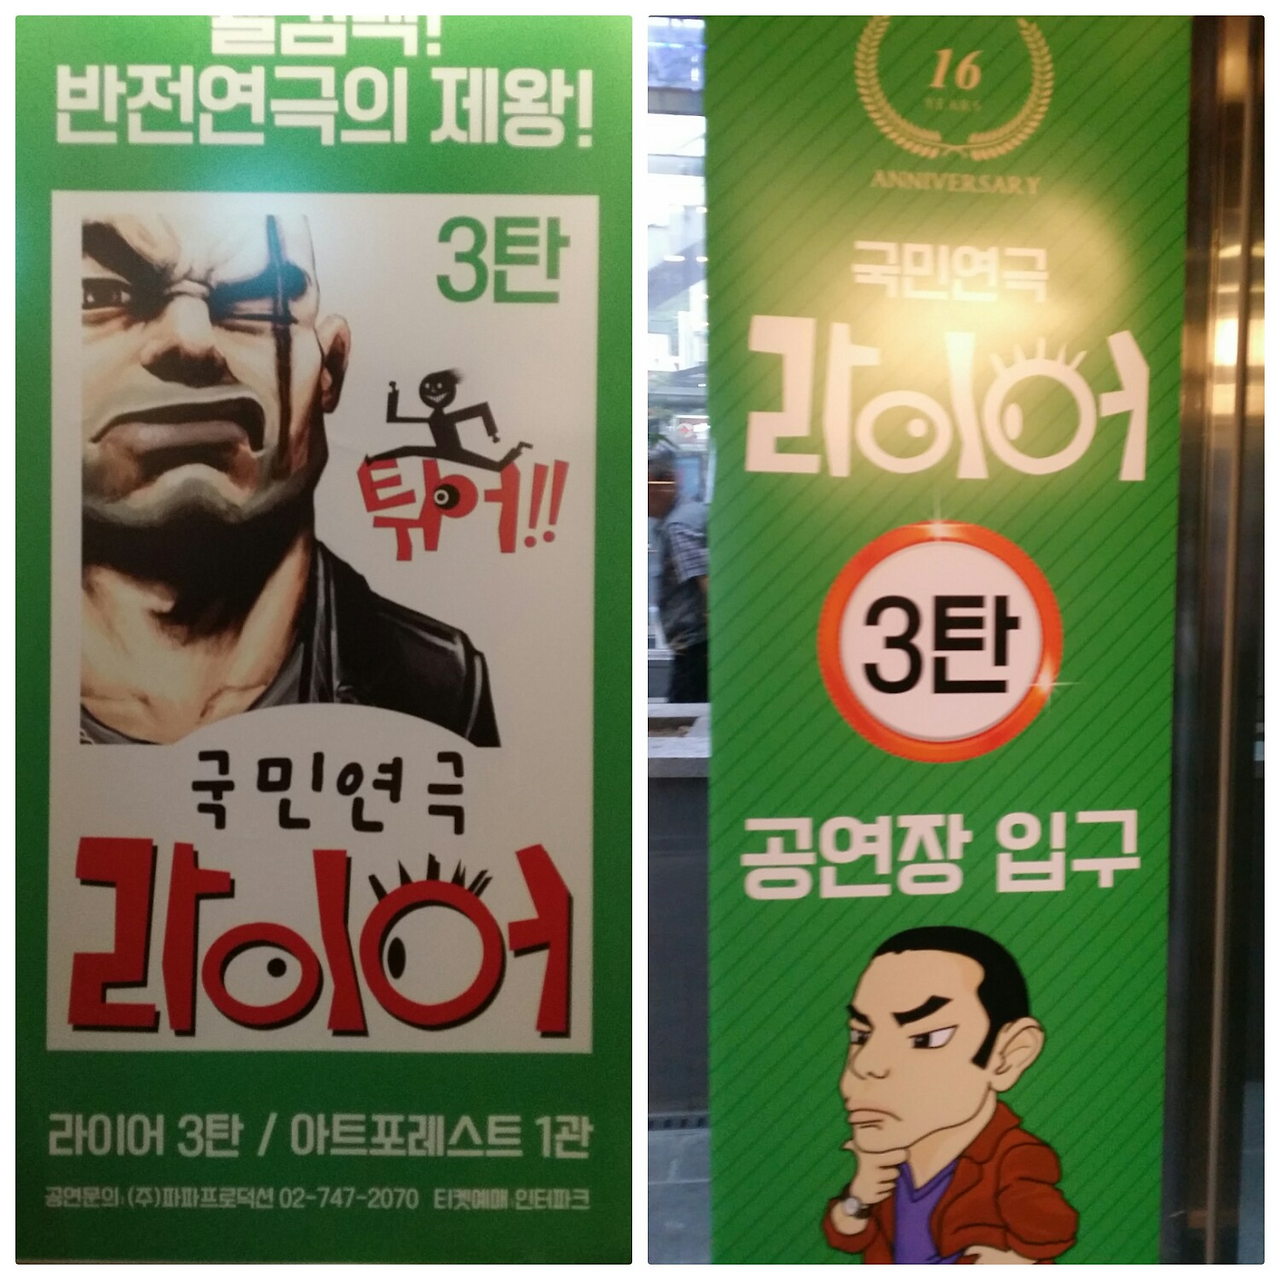 반전연극의 제왕!
3탄
튀어!!
국민연극
라이어
라이어 3탄 / 아트포레스트 1관
공연문의 (주)파파프로덕션 02-747-2070 티켓예매 인터파크
16
YEARS
ANNIVERSARY
국민연극
라이어
3탄
공연장 입구